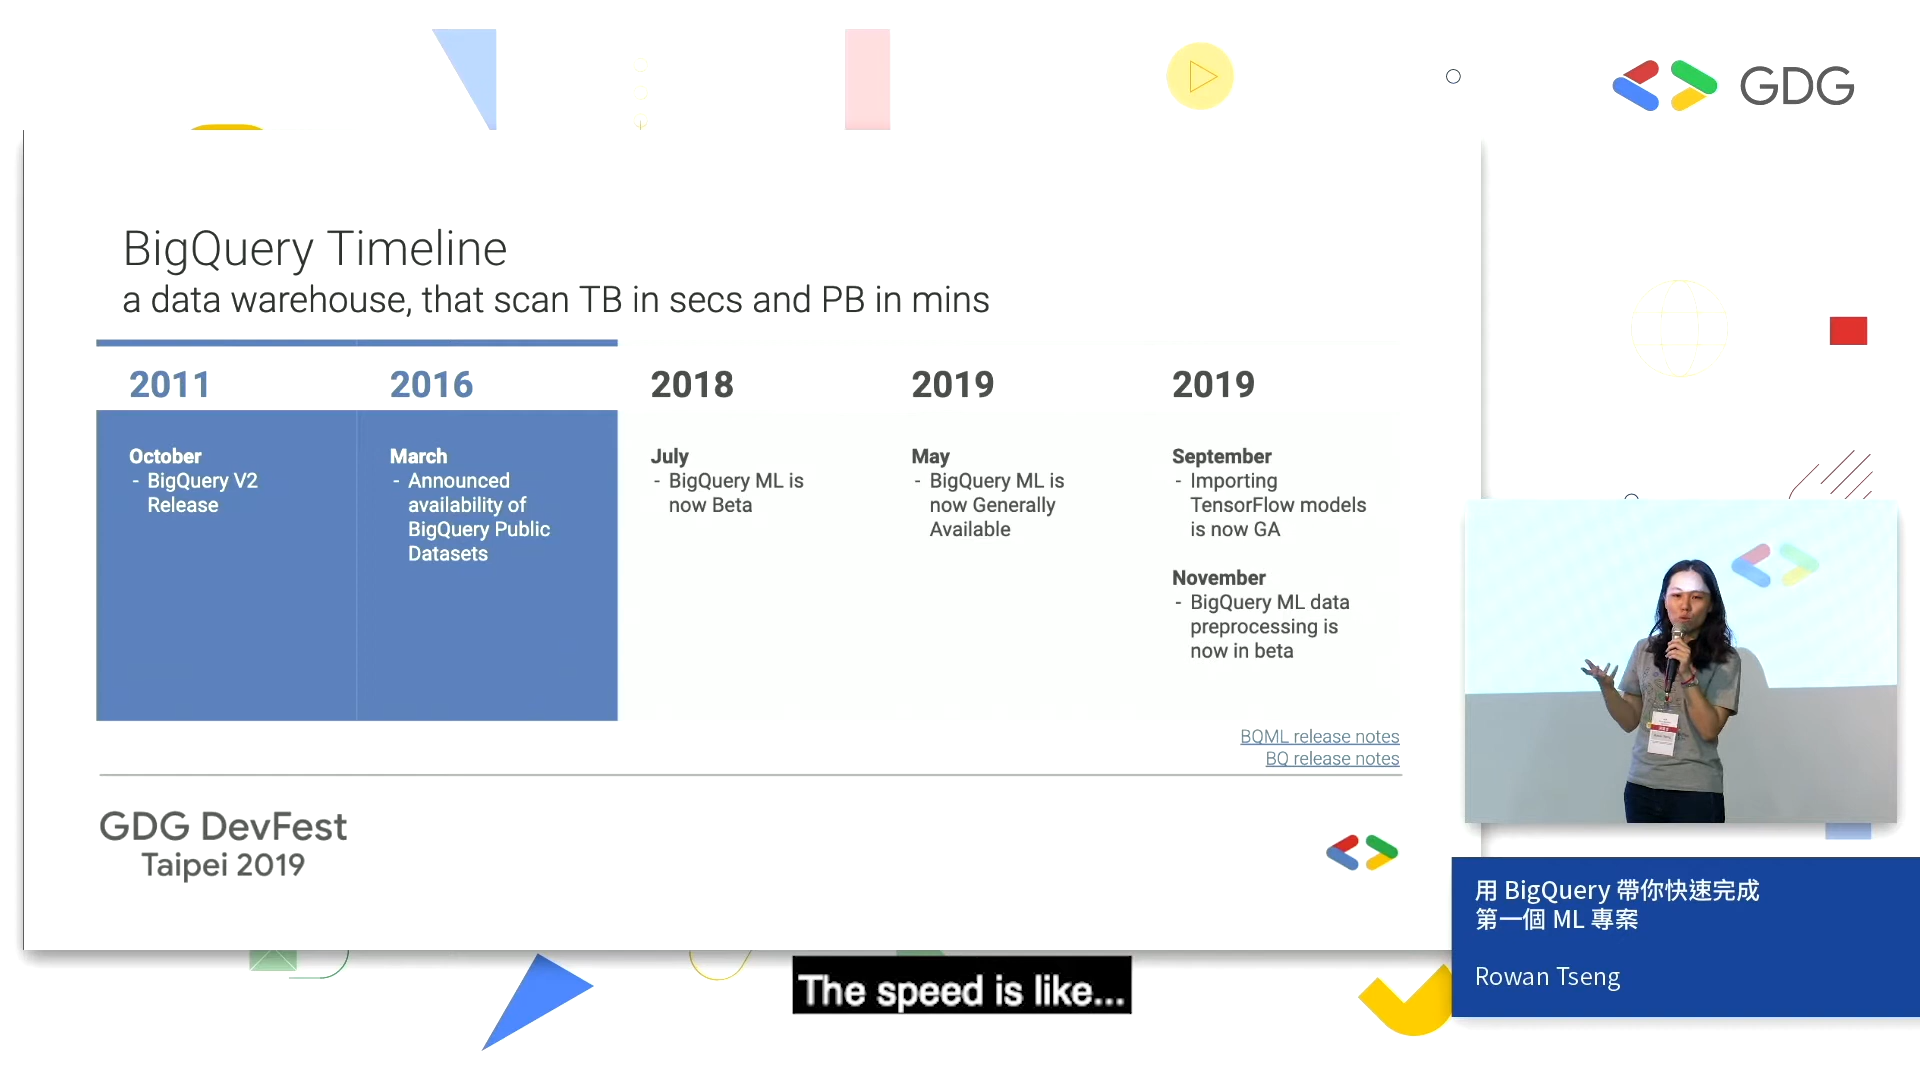 GDG
BigQuery Timeline
a data warehouse, that scan TB in secs and PB in mins
2011
October
- BigQuery V2
Release
2016
March
- Announced
availability of
BigQuery Public
Datasets
2018
July
- BigQuery ML is
now Beta
2019
May
- BigQuery ML is
now Generally
Available
2019
September
- Importing
TensorFlow models
is now GA
November
- BigQuery ML data
preprocessing is
now in beta
BQML release notes
BQ release notes
GDG DevFest
Taipei 2019
用 BigQuery 帶你快速完成
第一個 ML 專案
Rowan Tseng
The speed is like...